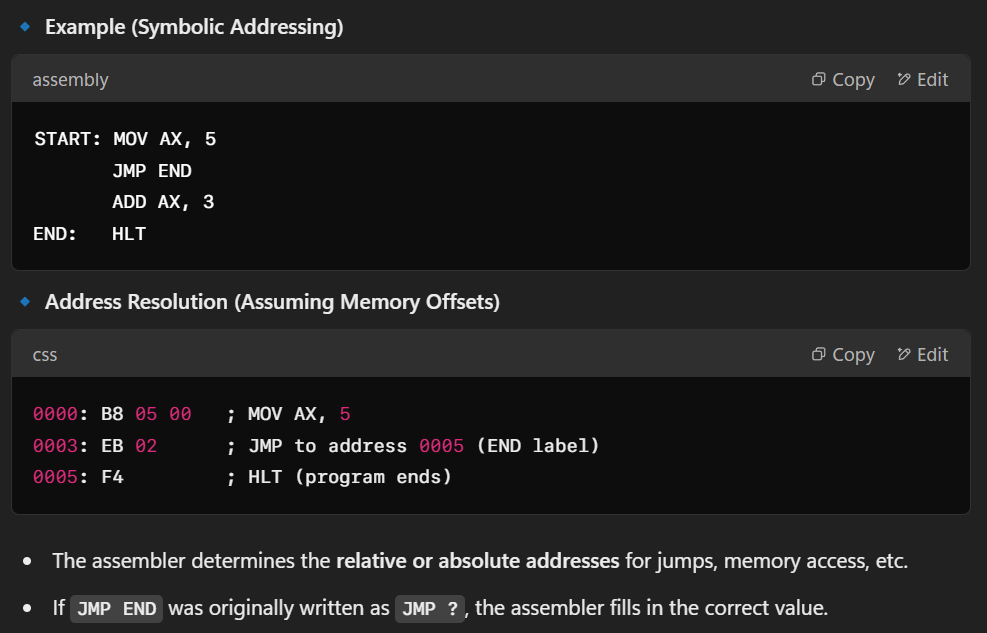 Example (Symbolic Addressing)
assembly Copy Edit
START: MOV AX, 5
JMP END
ADD AX, 3
END: HLT
Address Resolution (Assuming Memory Offsets)
css Copy Edit
0000: B8 05 00 ; MOV AX, 5
0003: EB 02 ; JMP to address 0005 (END label)
0005: F4 ; HLT (program ends)
• The assembler determines the relative or absolute addresses for jumps, memory access, etc.
• If JMP END was originally written as JMP ?, the assembler fills in the correct value.